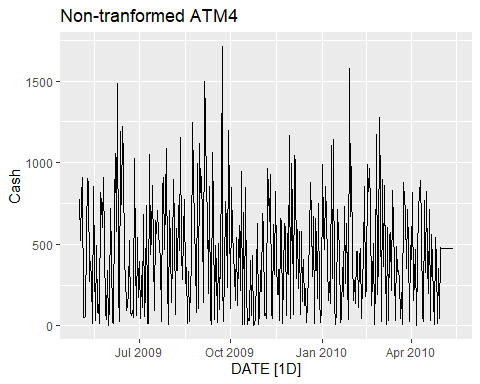 Non-tranformed ATM4
1500
1000
500
0
Cash
Jul 2009
Oct 2009
Jan 2010
Apr 2010
DATE [1D]